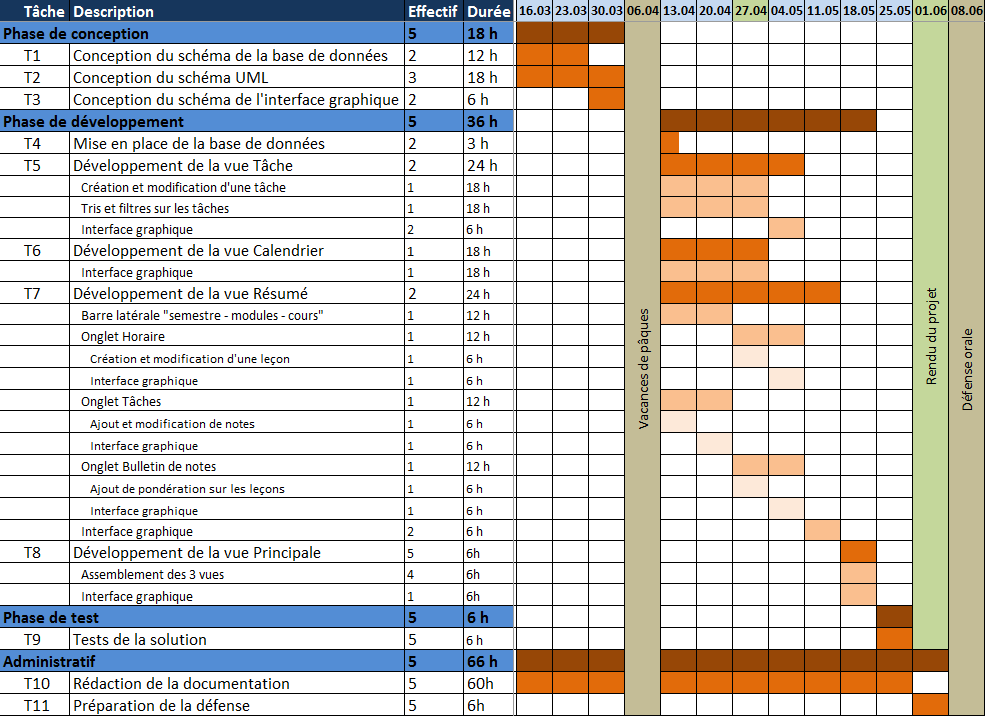 Tâche Description Effectif Durée 16.03 23.03 30.03 06.04 13.04 20.04 27.04 04.05 11.05 18.05 25.05 01.06 08.06
Phase de conception 5 18 h
T1 Conception du schéma de la base de données 2 12 h
T2 Conception du schéma UML 3 18 h
T3 Conception du schéma de l'interface graphique 2 6 h
Phase de développement 5 36 h
T4 Mise en place de la base de données 2 3 h
T5 Développement de la vue Tâche 2 24 h
Création et modification d'une tâche 1 18 h
Tris et filtres sur les tâches 1 18 h
Interface graphique 2 6 h
T6 Développement de la vue Calendrier 1 18 h
Interface graphique 1 18 h
T7 Développement de la vue Résumé 2 24 h
Barre latérale "semestre - modules - cours" 1 12 h
Onglet Horaire 1 12 h
Création et modification d'une leçon 1 6 h
Interface graphique 1 6 h
Onglet Tâches 1 12 h
Ajout et modification de notes 1 6 h
Interface graphique 1 6 h
Onglet Bulletin de notes 1 12 h
Ajout de pondération sur les leçons 1 6 h
Interface graphique 1 6 h
Interface graphique 2 6 h
T8 Développement de la vue Principale 5 6h
Assemblement des 3 vues 4 6h
Interface graphique 1 6h
Phase de test 5 6 h
T9 Tests de la solution 5 6 h
Administratif 5 66 h
T10 Rédaction de la documentation 5 60h
T11 Préparation de la défense 5 6h
Vacances de pâques
Rendu du projet
Défense orale